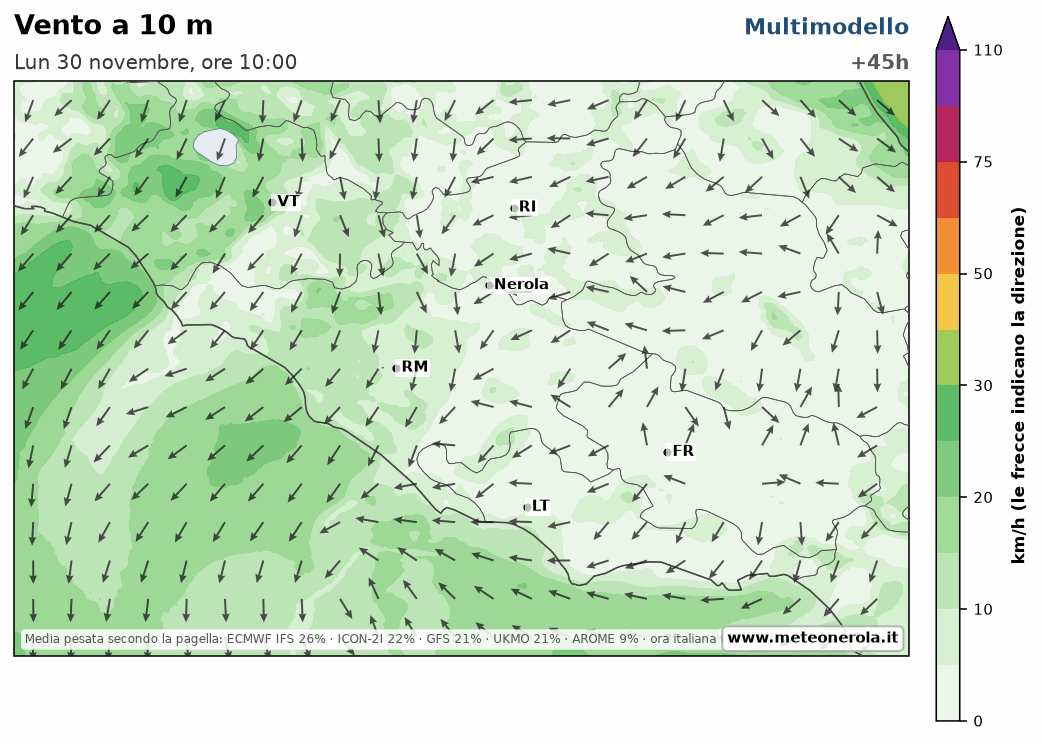 Vento a 10 m
Multimodello
Lun 30 novembre, ore 10:00
+45h
110
75
50
30
20
10
0
km/h (le frecce indicano la direzione)
VT
RI
Nerola
RM
FR
LT
Media pesata secondo la pagella: ECMWF IFS 26% · ICON-2I 22% · GFS 21% · UKMO 21% · AROME 9% · ora italiana
www.meteonerola.it